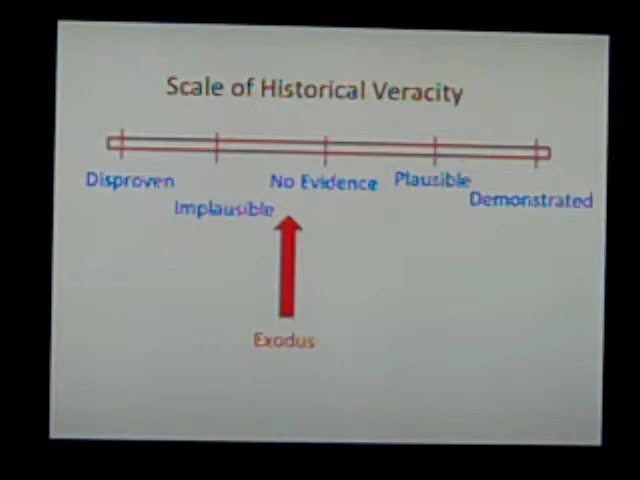 Scale of Historical Veracity
Disproven
Implausible
No Evidence
Plausible
Demonstrated
Exodus